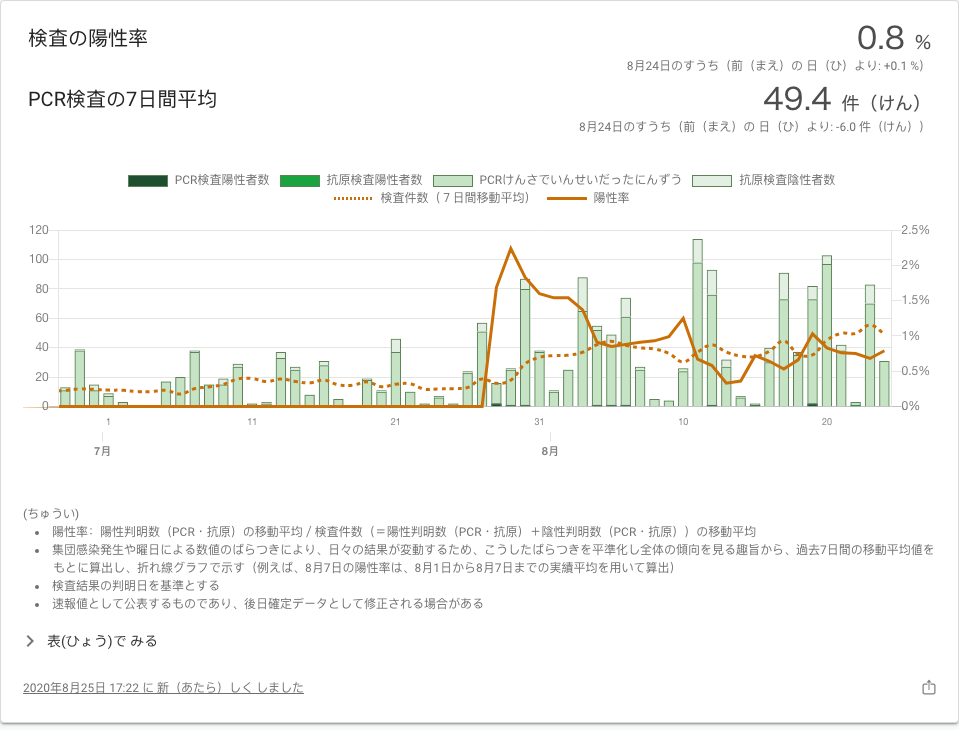 検査の陽性率
0.8 %
8月24日のすうち（前（まえ）の 日（ひ）より: +0.1 %）
PCR検査の7日間平均
49.4 件（けん）
8月24日のすうち（前（まえ）の 日（ひ）より: -6.0 件（けん））
PCR検査陽性者数 抗原検査陽性者数 PCRけんさでいんせいだったにんずう 抗原検査陰性者数
検査件数（７日間移動平均） 陽性率
120 2.5%
100 2%
80 1.5%
60 1%
40 0.5%
20 0%
0
1 11 21 31 10 20
7月 8月
(ちゅうい)
• 陽性率：陽性判明数（PCR・抗原）の移動平均 / 検査件数（＝陽性判明数（PCR・抗原）＋陰性判明数（PCR・抗原））の移動平均
• 集団感染発生や曜日による数値のばらつきにより、日々の結果が変動するため、こうしたばらつきを平準化し全体の傾向を見る趣旨から、過去7日間の移動平均値を
もとに算出し、折れ線グラフで示す（例えば、8月7日の陽性率は、8月1日から8月7日までの実績平均を用いて算出）
• 検査結果の判明日を基準とする
• 速報値として公表するものであり、後日確定データとして修正される場合がある
表(ひょう)で みる
2020年8月25日 17:22 に 新（あたら）しく しました